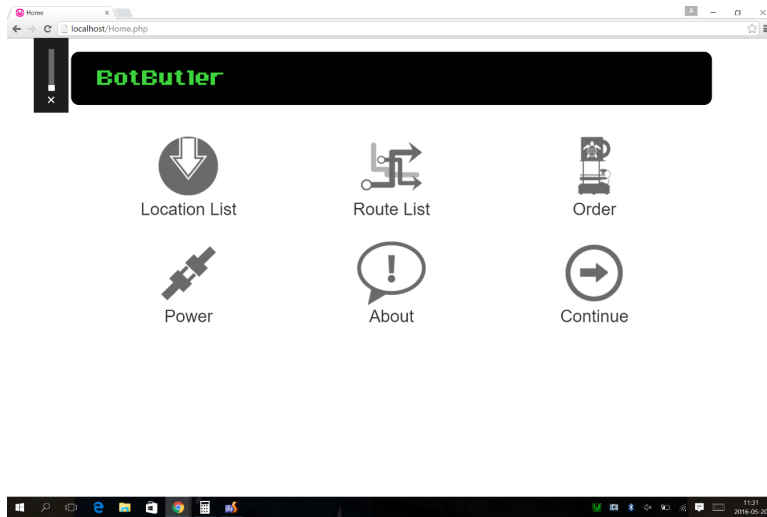 Home
localhost/Home.php
BotButler
Location List
Route List
Order
Power
About
Continue
11:31
2016-05-20